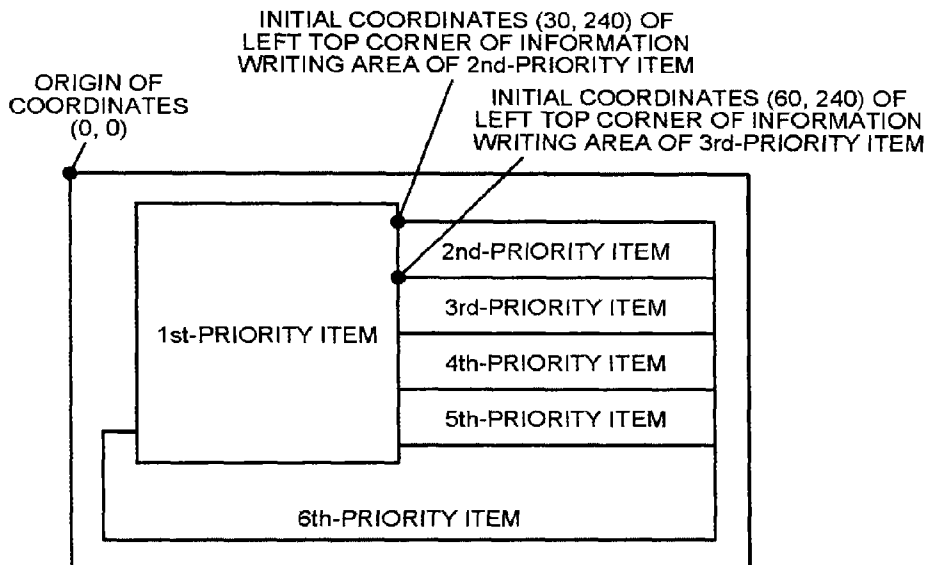 INITIAL COORDINATES (30, 240) OF
LEFT TOP CORNER OF INFORMATION
WRITING AREA OF 2nd-PRIORITY ITEM
ORIGIN OF
COORDINATES
(0, 0)
INITIAL COORDINATES (60, 240) OF
LEFT TOP CORNER OF INFORMATION
WRITING AREA OF 3rd-PRIORITY ITEM
2nd-PRIORITY ITEM
3rd-PRIORITY ITEM
1st-PRIORITY ITEM
4th-PRIORITY ITEM
5th-PRIORITY ITEM
6th-PRIORITY ITEM